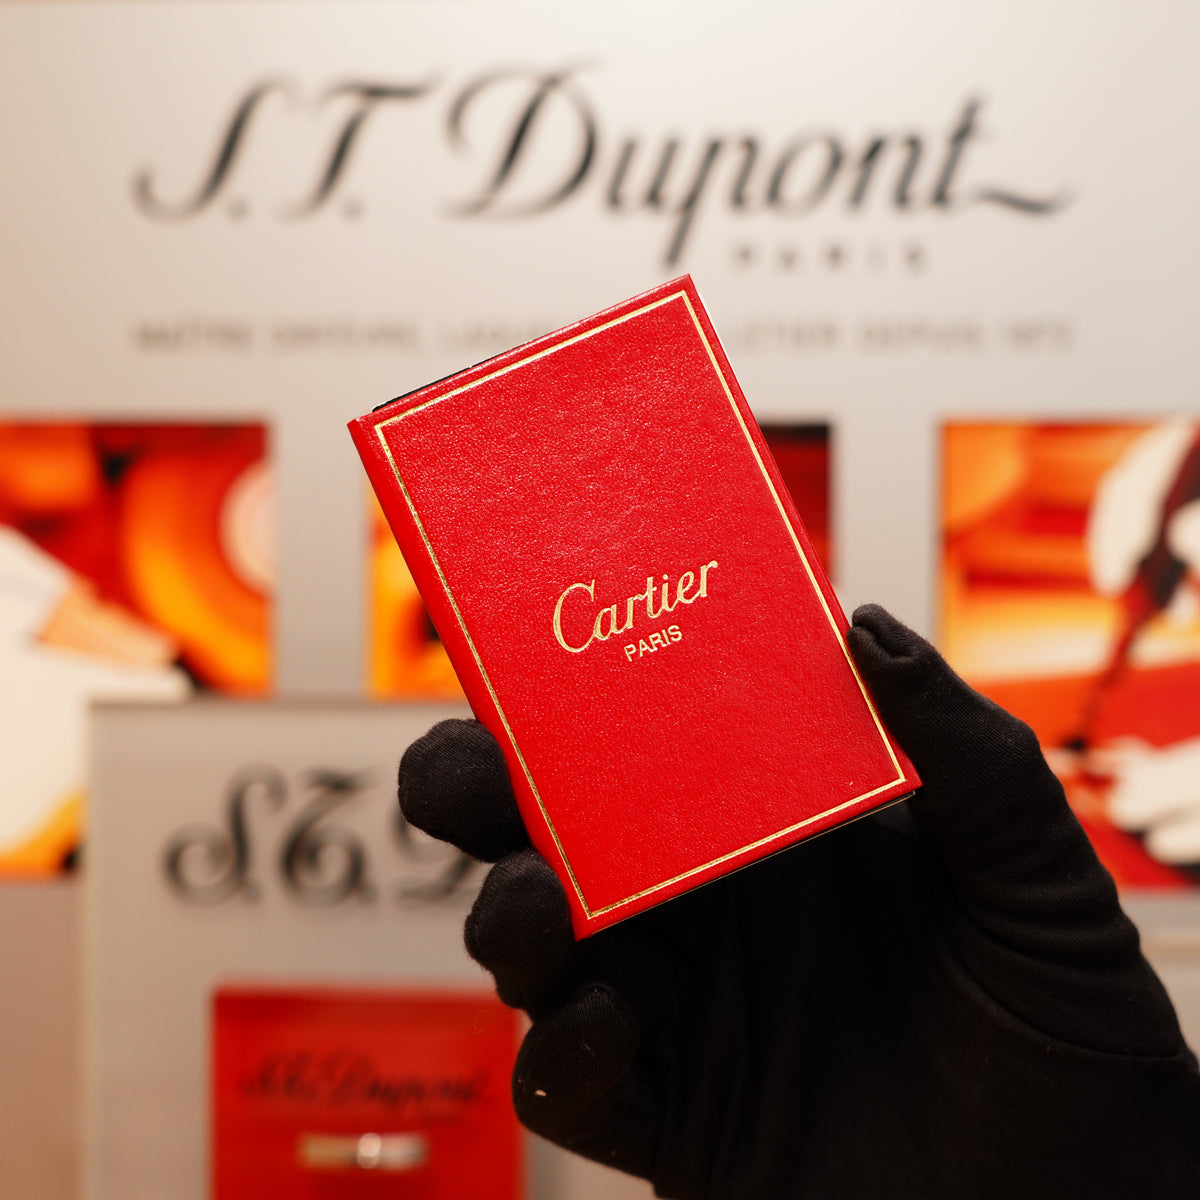 S.T. Dupont
PARIS
Cartier
PARIS
S.T. D
S.T. Dupont